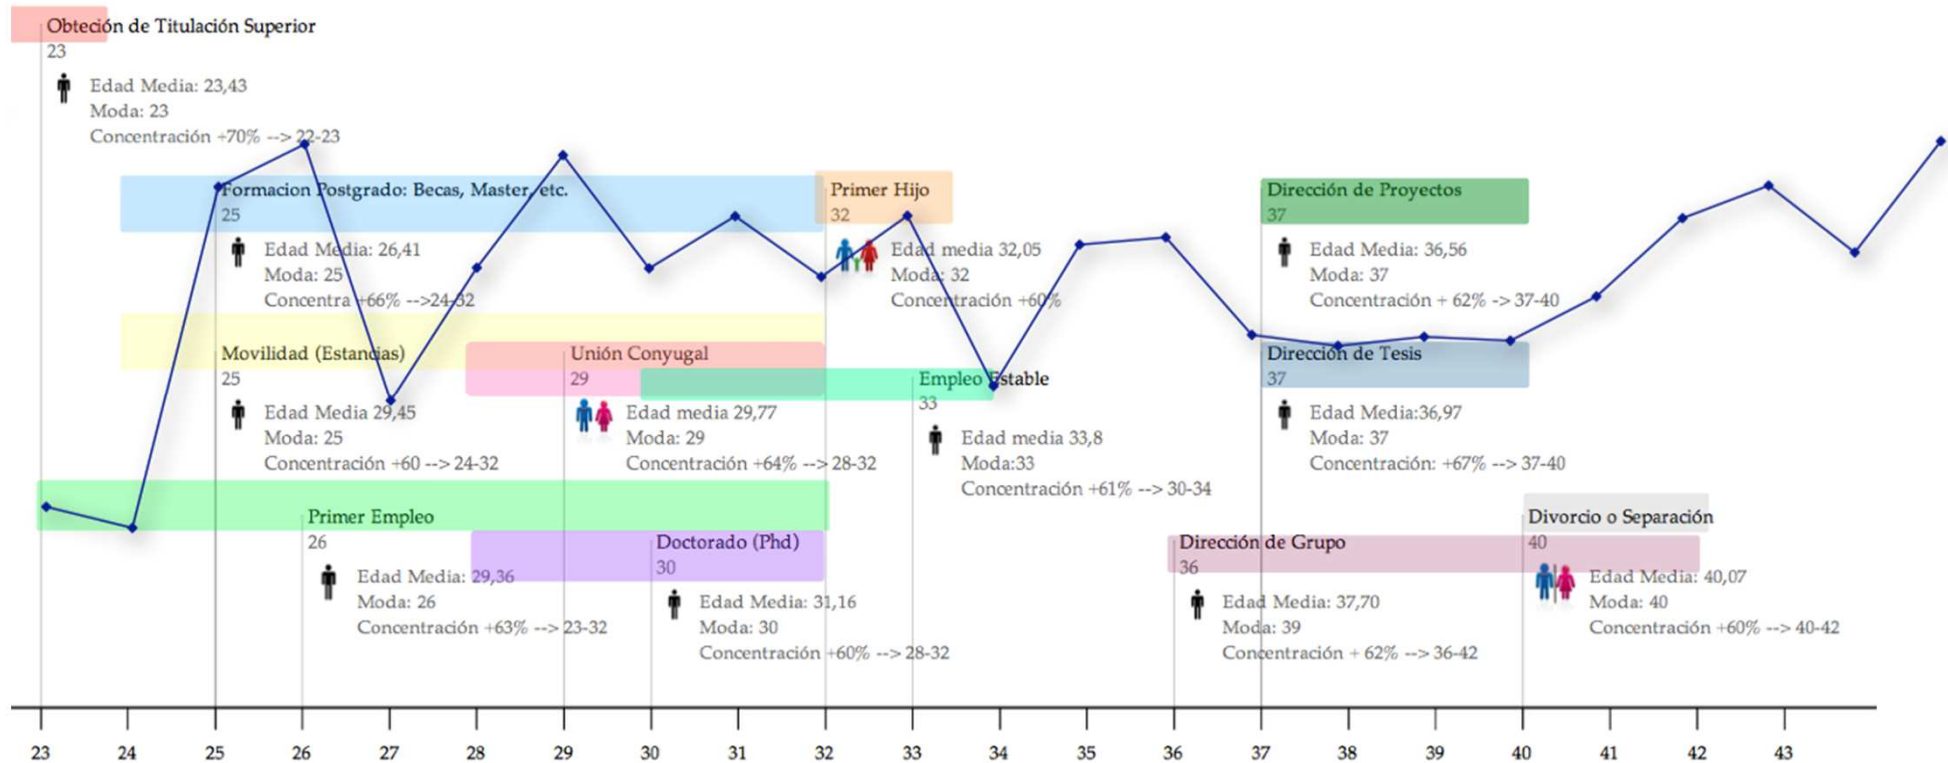 Obteción de Titulación Superior
23
Edad Media: 23,43
Moda: 23
Concentración +70% --> 22-23
Formacion Postgrado: Becas, Master, etc.
25
Edad Media: 26,41
Moda: 25
Concentra +66% -->24-32
Primer Hijo
32
Edad media 32,05
Moda: 32
Concentración +60%
Dirección de Proyectos
37
Edad Media: 36,56
Moda: 37
Concentración + 62% -> 37-40
Movilidad (Estancias)
25
Edad Media 29,45
Moda: 25
Concentración +60 --> 24-32
Unión Conyugal
29
Edad media 29,77
Moda: 29
Concentración +64% --> 28-32
Empleo Estable
33
Edad media 33,8
Moda:33
Concentración +61% --> 30-34
Dirección de Tesis
37
Edad Media:36,97
Moda: 37
Concentración: +67% --> 37-40
Primer Empleo
26
Edad Media: 29,36
Moda: 26
Concentración +63% --> 23-32
Doctorado (Phd)
30
Edad Media: 31,16
Moda: 30
Concentración +60% --> 28-32
Dirección de Grupo
36
Edad Media: 37,70
Moda: 39
Concentración + 62% --> 36-42
Divorcio o Separación
40
Edad Media: 40,07
Moda: 40
Concentración +60% --> 40-42
23 24 25 26 27 28 29 30 31 32 33 34 35 36 37 38 39 40 41 42 43